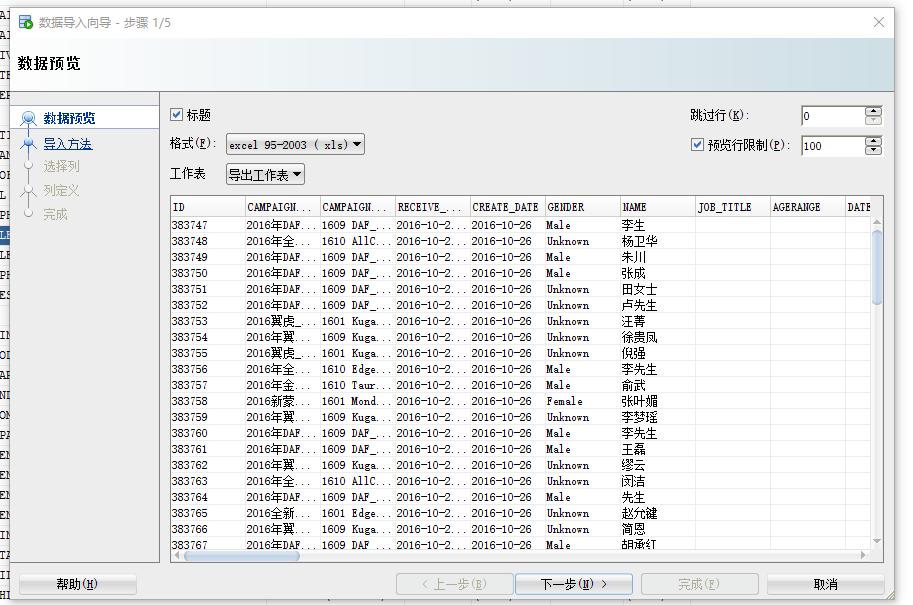 数据导入向导 - 步骤 1/5
数据预览
数据预览
导入方法
选择列
列定义
完成
标题
跳过行(K): 0
格式(F): excel 95-2003 ( xls)
预览行限制(P): 100
工作表 导出工作表
ID CAMPAIGN... CAMPAIGN... RECEIVE_... CREATE_DATE GENDER NAME JOB_TITLE AGERANGE DATE
383747 2016年DAF... 1609 DAF_... 2016-10-2... 2016-10-26 Male 李生
383748 2016年全... 1610 AllC... 2016-10-2... 2016-10-26 Unknown 杨卫华
383749 2016年DAF... 1609 DAF_... 2016-10-2... 2016-10-26 Male 朱川
383750 2016年DAF... 1609 DAF_... 2016-10-2... 2016-10-26 Male 张成
383751 2016年DAF... 1609 DAF_... 2016-10-2... 2016-10-26 Unknown 田女士
383752 2016年DAF... 1609 DAF_... 2016-10-2... 2016-10-26 Unknown 卢先生
383753 2016翼虎_... 1601 Kuga... 2016-10-2... 2016-10-26 Unknown 汪菁
383754 2016年翼... 1609 Kuga... 2016-10-2... 2016-10-26 Unknown 徐贵凤
383755 2016翼虎_... 1601 Kuga... 2016-10-2... 2016-10-26 Unknown 倪强
383756 2016年全... 1610 Edge... 2016-10-2... 2016-10-26 Male 李先生
383757 2016年金... 1610 Taur... 2016-10-2... 2016-10-26 Male 俞武
383758 2016新蒙... 1601 Mond... 2016-10-2... 2016-10-26 Female 张叶媚
383759 2016年翼... 1609 Kuga... 2016-10-2... 2016-10-26 Unknown 李梦瑶
383760 2016年DAF... 1609 DAF_... 2016-10-2... 2016-10-26 Male 李先生
383761 2016年DAF... 1609 DAF_... 2016-10-2... 2016-10-26 Male 王磊
383762 2016年翼... 1609 Kuga... 2016-10-2... 2016-10-26 Unknown 缪云
383763 2016年全... 1610 AllC... 2016-10-2... 2016-10-26 Unknown 闵洁
383764 2016年DAF... 1609 DAF_... 2016-10-2... 2016-10-26 Male 先生
383765 2016全新... 1601 Edge... 2016-10-2... 2016-10-26 Unknown 赵允键
383766 2016年翼... 1609 Kuga... 2016-10-2... 2016-10-26 Unknown 简恩
383767 2016年DAF... 1609 DAF_... 2016-10-2... 2016-10-26 Male 胡承红
帮助(H) < 上一步(B) 下一步(N) > 完成(F) 取消